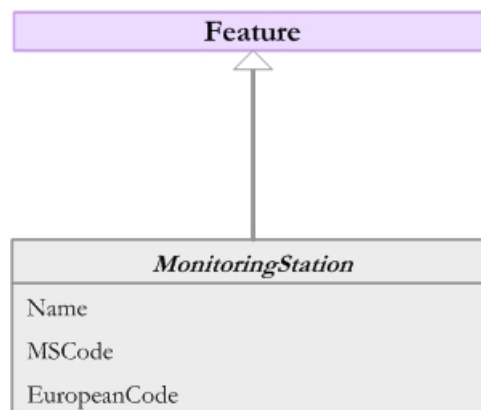 Feature
MonitoringStation
Name
MSCode
EuropeanCode